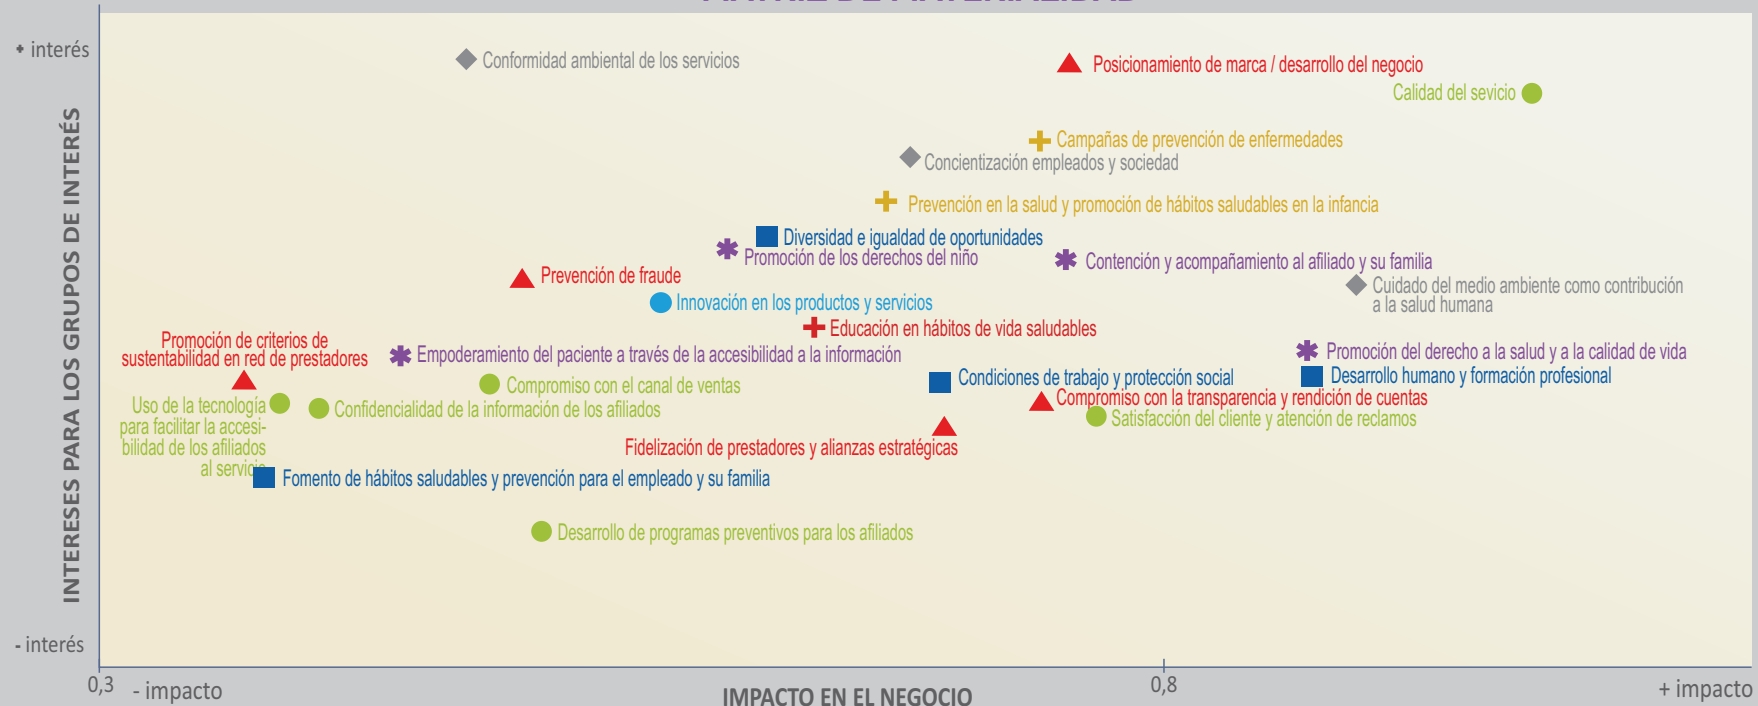 MATRIZ DE MATERIALIDAD
+ interés
Conformidad ambiental de los servicios
Posicionamiento de marca / desarrollo del negocio
Calidad del sevicio
Campañas de prevención de enfermedades
Concientización empleados y sociedad
Prevención en la salud y promoción de hábitos saludables en la infancia
Diversidad e igualdad de oportunidades
Promoción de los derechos del niño
Contención y acompañamiento al afiliado y su familia
Prevención de fraude
Cuidado del medio ambiente como contribución
a la salud humana
Innovación en los productos y servicios
Educación en hábitos de vida saludables
Promoción de criterios de
sustentabilidad en red de prestadores
Empoderamiento del paciente a través de la accesibilidad a la información
Promoción del derecho a la salud y a la calidad de vida
Compromiso con el canal de ventas
Condiciones de trabajo y protección social
Desarrollo humano y formación profesional
Compromiso con la transparencia y rendición de cuentas
Uso de la tecnología
para facilitar la accesi-
bilidad de los afiliados
al servicio
Confidencialidad de la información de los afiliados
Satisfacción del cliente y atención de reclamos
Fidelización de prestadores y alianzas estratégicas
Fomento de hábitos saludables y prevención para el empleado y su familia
Desarrollo de programas preventivos para los afiliados
INTERESES PARA LOS GRUPOS DE INTERÉS
- interés
0,3
- impacto
IMPACTO EN EL NEGOCIO
0,8
+ impacto